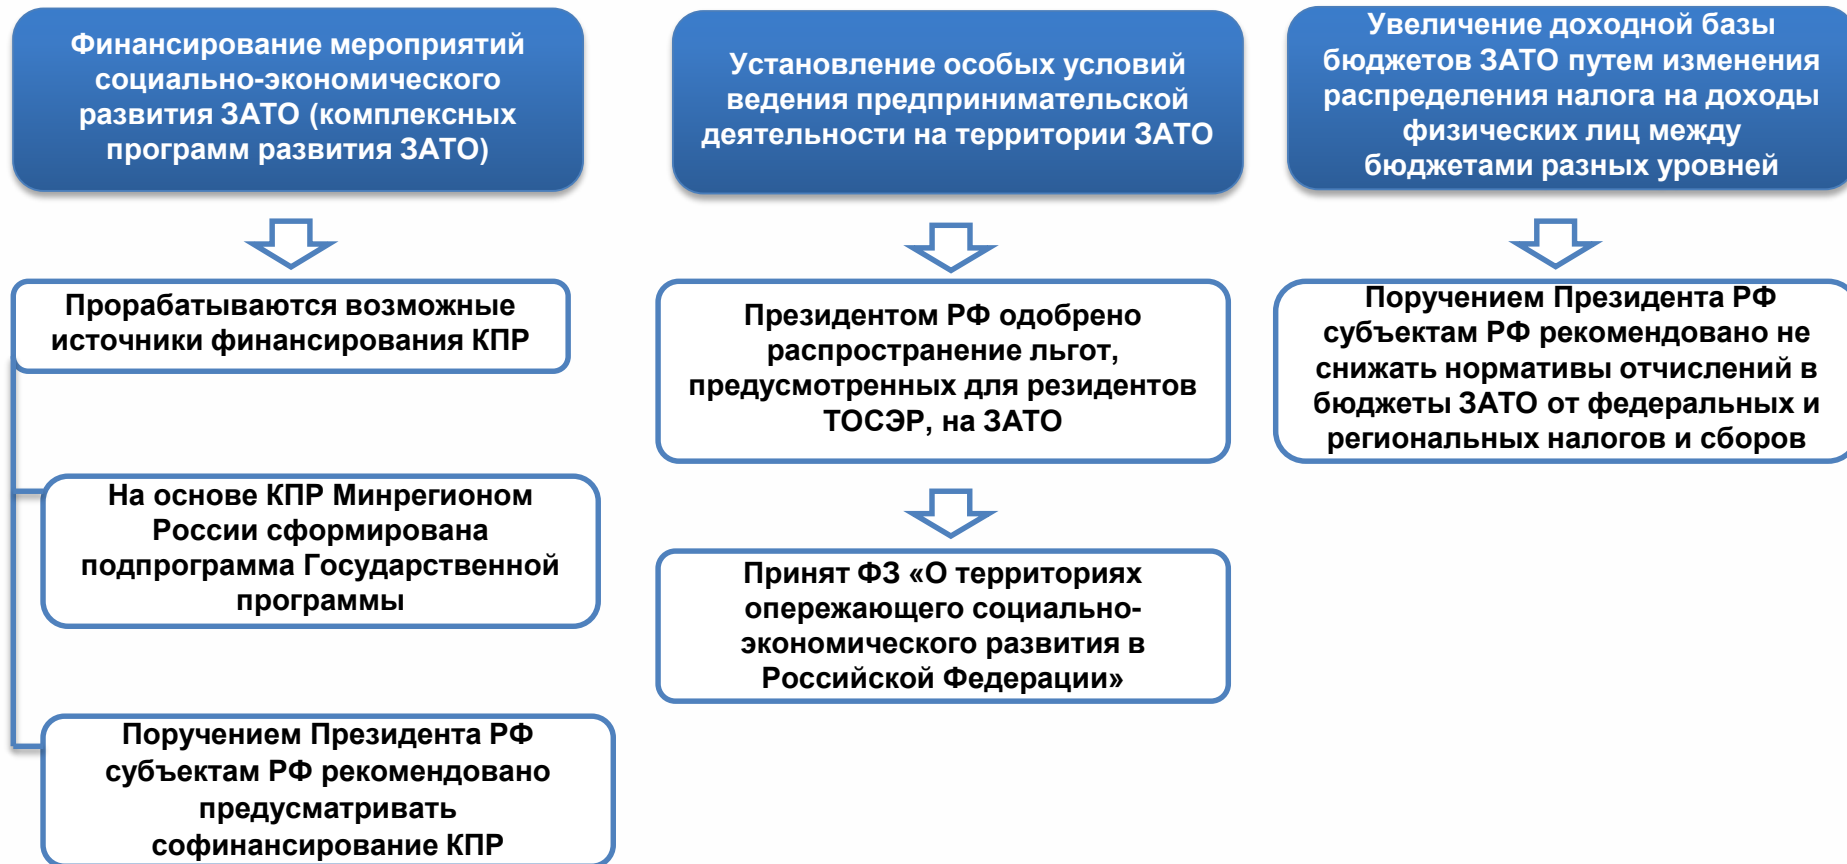 Финансирование мероприятий
социально-экономического
развития ЗАТО (комплексных
программ развития ЗАТО)
Прорабатываются возможные
источники финансирования КПР
На основе КПР Минрегионом
России сформирована
подпрограмма Государственной
программы
Поручением Президента РФ
субъектам РФ рекомендовано
предусматривать
софинансирование КПР
Установление особых условий
ведения предпринимательской
деятельности на территории ЗАТО
Президентом РФ одобрено
распространение льгот,
предусмотренных для резидентов
ТОСЭР, на ЗАТО
Принят ФЗ «О территориях
опережающего социально-
экономического развития в
Российской Федерации»
Увеличение доходной базы
бюджетов ЗАТО путем изменения
распределения налога на доходы
физических лиц между
бюджетами разных уровней
Поручением Президента РФ
субъектам РФ рекомендовано не
снижать нормативы отчислений в
бюджеты ЗАТО от федеральных и
региональных налогов и сборов